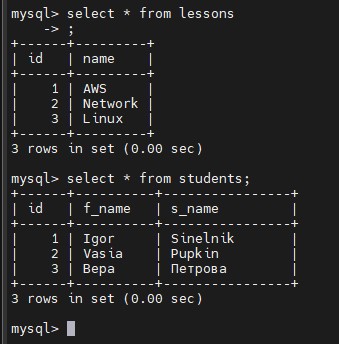 mysql> select * from lessons
    -> ;
+------+---------+
| id   | name    |
+------+---------+
|    1 | AWS     |
|    2 | Network |
|    3 | Linux   |
+------+---------+
3 rows in set (0.00 sec)

mysql> select * from students;
+------+----------+----------------+
| id   | f_name   | s_name         |
+------+----------+----------------+
|    1 | Igor     | Sinelnik       |
|    2 | Vasia    | Pupkin         |
|    3 | Вера     | Петрова        |
+------+----------+----------------+
3 rows in set (0.00 sec)

mysql>